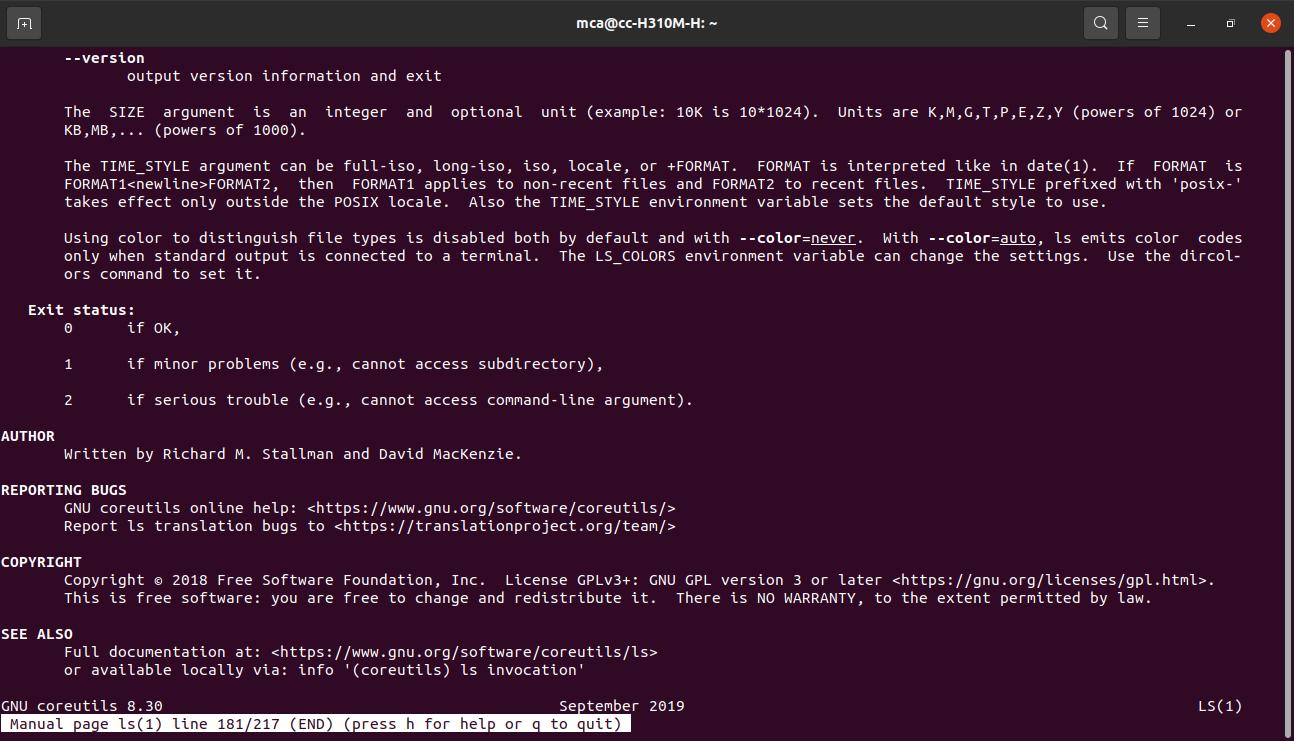 mca@cc-H310M-H: ~
--version
output version information and exit
The SIZE argument is an integer and optional unit (example: 10K is 10*1024). Units are K,M,G,T,P,E,Z,Y (powers of 1024) or
KB,MB,... (powers of 1000).
The TIME_STYLE argument can be full-iso, long-iso, iso, locale, or +FORMAT. FORMAT is interpreted like in date(1). If FORMAT is
FORMAT1<newline>FORMAT2, then FORMAT1 applies to non-recent files and FORMAT2 to recent files. TIME_STYLE prefixed with 'posix-'
takes effect only outside the POSIX locale. Also the TIME_STYLE environment variable sets the default style to use.
Using color to distinguish file types is disabled both by default and with --color=never. With --color=auto, ls emits color codes
only when standard output is connected to a terminal. The LS_COLORS environment variable can change the settings. Use the dircol-
ors command to set it.
Exit status:
0 if OK,
1 if minor problems (e.g., cannot access subdirectory),
2 if serious trouble (e.g., cannot access command-line argument).
AUTHOR
Written by Richard M. Stallman and David MacKenzie.
REPORTING BUGS
GNU coreutils online help: <https://www.gnu.org/software/coreutils/>
Report ls translation bugs to <https://translationproject.org/team/>
COPYRIGHT
Copyright © 2018 Free Software Foundation, Inc. License GPLv3+: GNU GPL version 3 or later <https://gnu.org/licenses/gpl.html>.
This is free software: you are free to change and redistribute it. There is NO WARRANTY, to the extent permitted by law.
SEE ALSO
Full documentation at: <https://www.gnu.org/software/coreutils/ls>
or available locally via: info '(coreutils) ls invocation'
GNU coreutils 8.30 September 2019 LS(1)
Manual page ls(1) line 181/217 (END) (press h for help or q to quit)